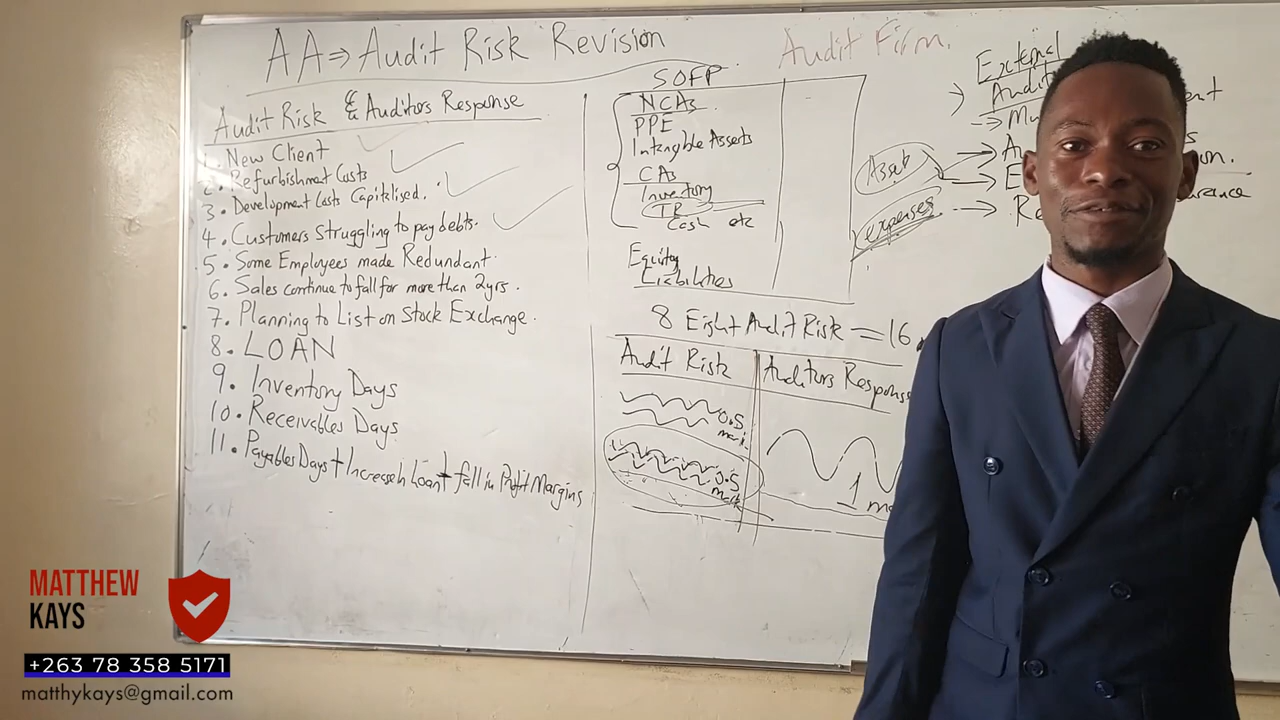 AA⇒Audit Risk Revision
Audit Risk & Auditors Response
1. New Client
2. Refurbishment Costs
3. Development Costs Capitalised.
4. Customers Struggling to pay debts.
5. Some Employees made Redundant.
6. Sales continue to fall for more than 2yrs.
7. Planning to List on Stock Exchange.
8. LOAN
9. Inventory Days
10. Receivables Days
11. Payables Days + Increase in Loan + fall in Profit Margins
SOFP
NCAs
PPE
Intangible Assets
CAs
Inventory
TR
Cash etc
Equity
Liabilities
Audit Firm.
External
Asset
expenses
8 Eight Audit Risk = 16
Audit Risk
Auditors Response
0.5
mark
0.5
mark
1
MATTHEW
KAYS
+263 78 358 5171
matthykays@gmail.com